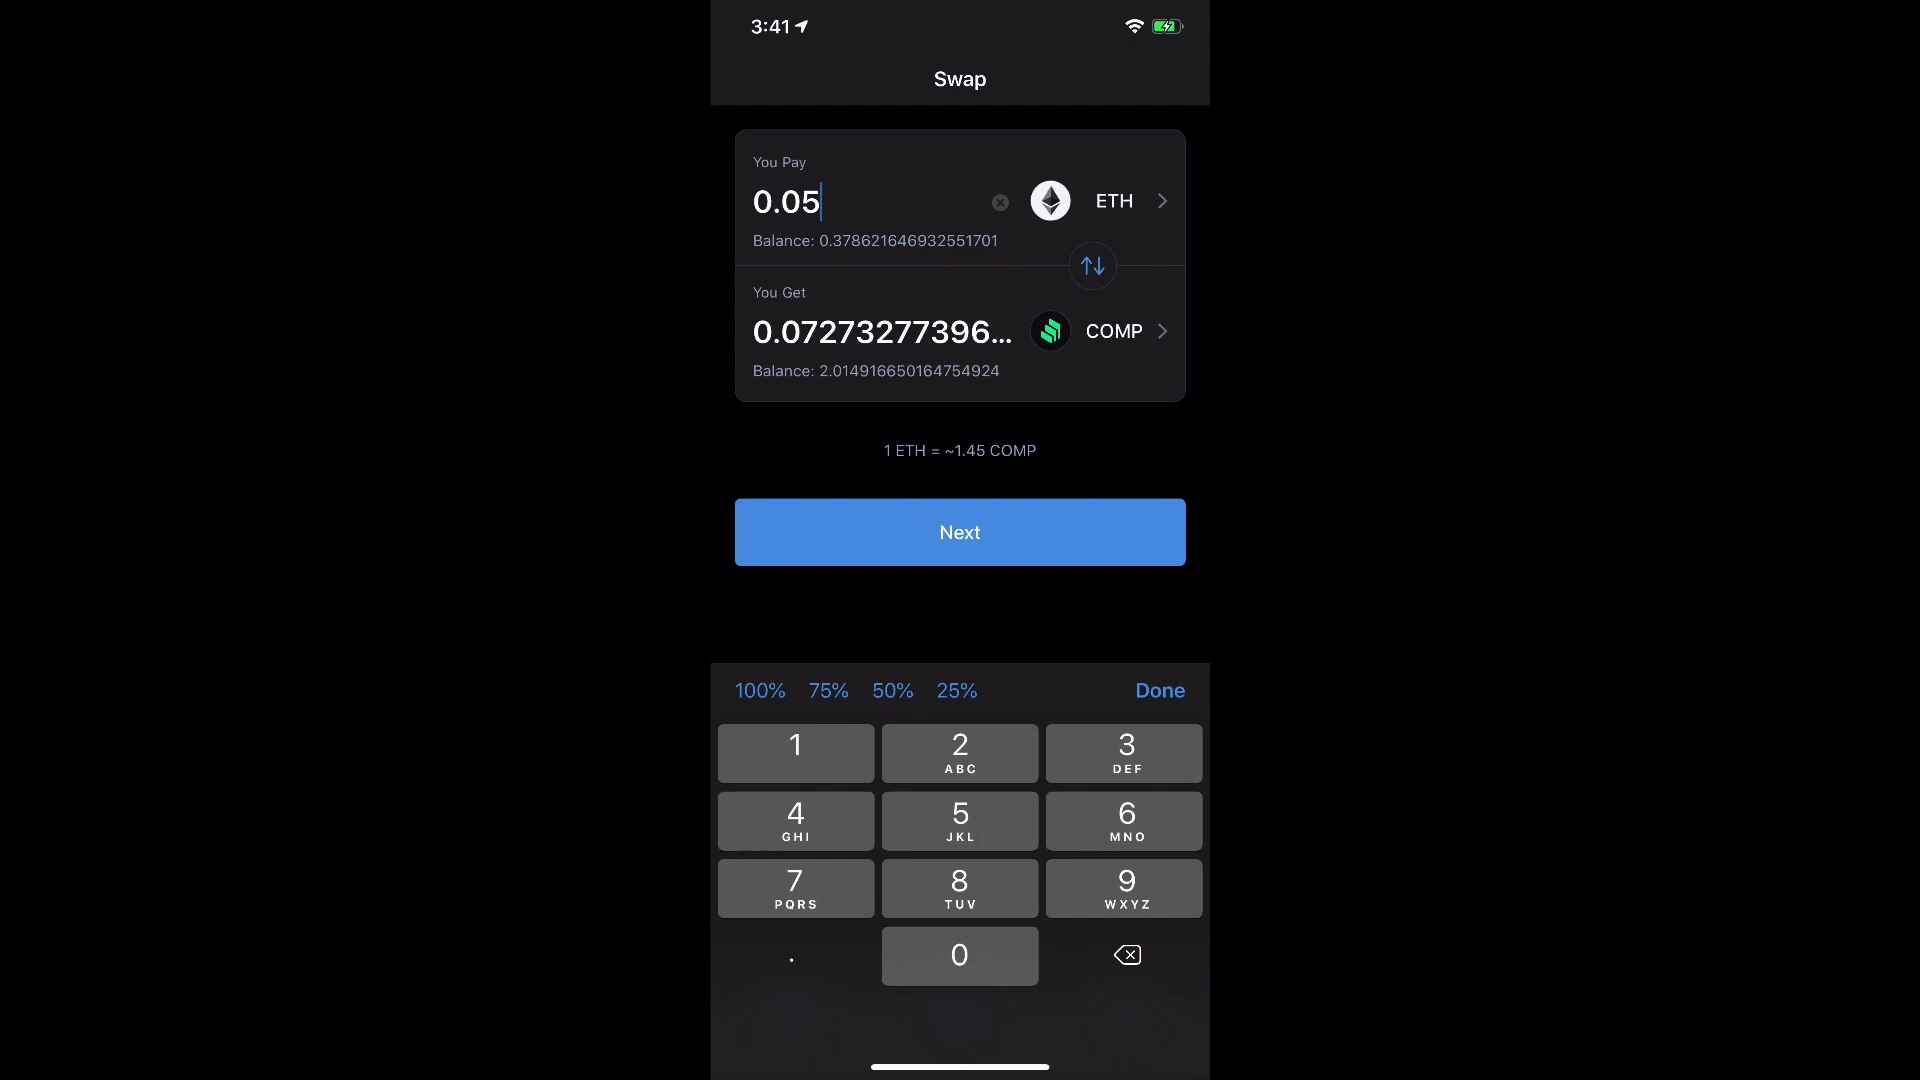 3:41
Swap
You Pay
0.05
ETH
Balance: 0.378621646932551701
You Get
0.07273277396...
COMP
Balance: 2.014916650164754924
1 ETH = ~1.45 COMP
Next
100% 75% 50% 25% Done
1 2 3
ABC DEF
4 5 6
GHI JKL MNO
7 8 9
PQRS TUV WXYZ
. 0